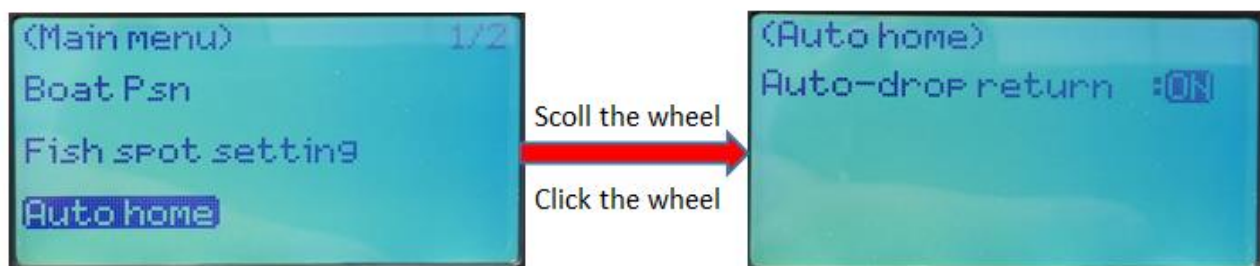 (Main menu) 1/2
Boat Psn
Fish spot setting
Auto home
Scoll the wheel
Click the wheel
(Auto home)
Auto-drop return :ON